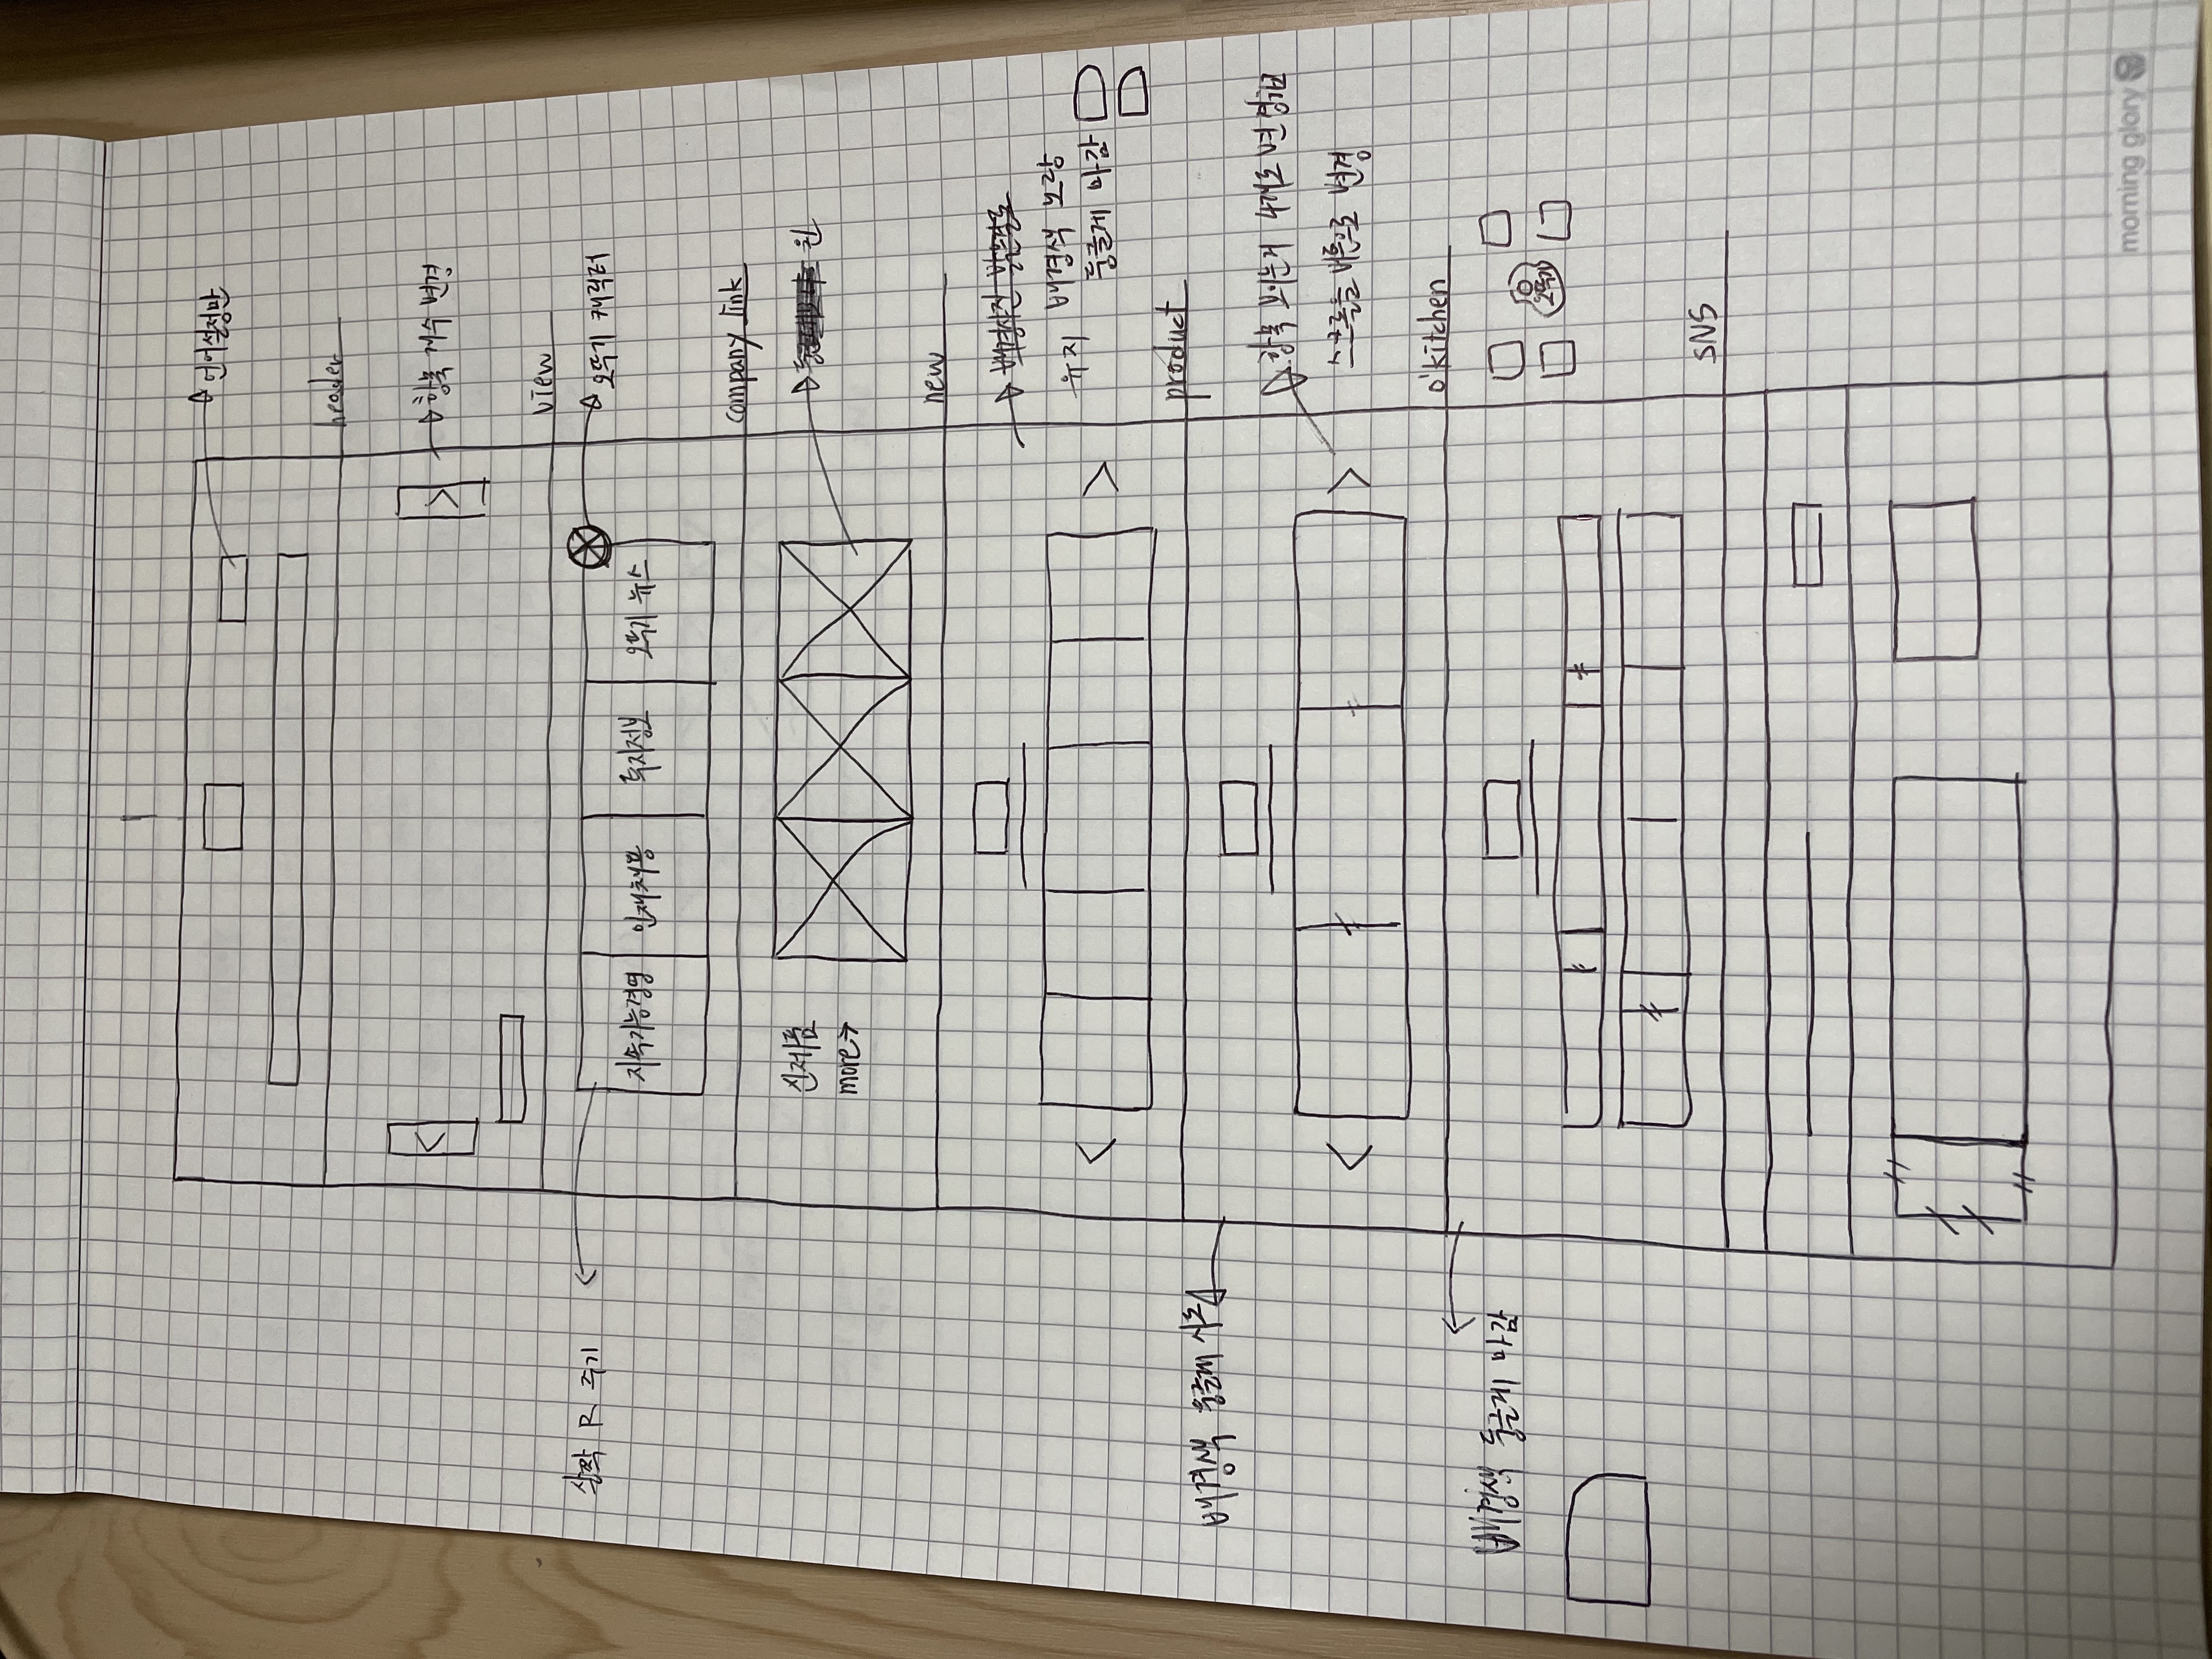 언어설정만
header
<
>
항목 개수 변경
view
살짝 R 주기
오뚜기 캐릭터
지속가능경영
인재채용
투자정보
오뚜기 뉴스
company link
신제품
more→
원
new
배경사진 밝은걸로
유지 배경색 노랑
둥글게 마감
<
>
product
배경색 둥글게 시도
항목 보이는거 4개로 변경하고
스크롤을 버튼으로 변경
<
>
o'kitchen
배경색 둥글게 마감
오뚜기
SNS
morning glory